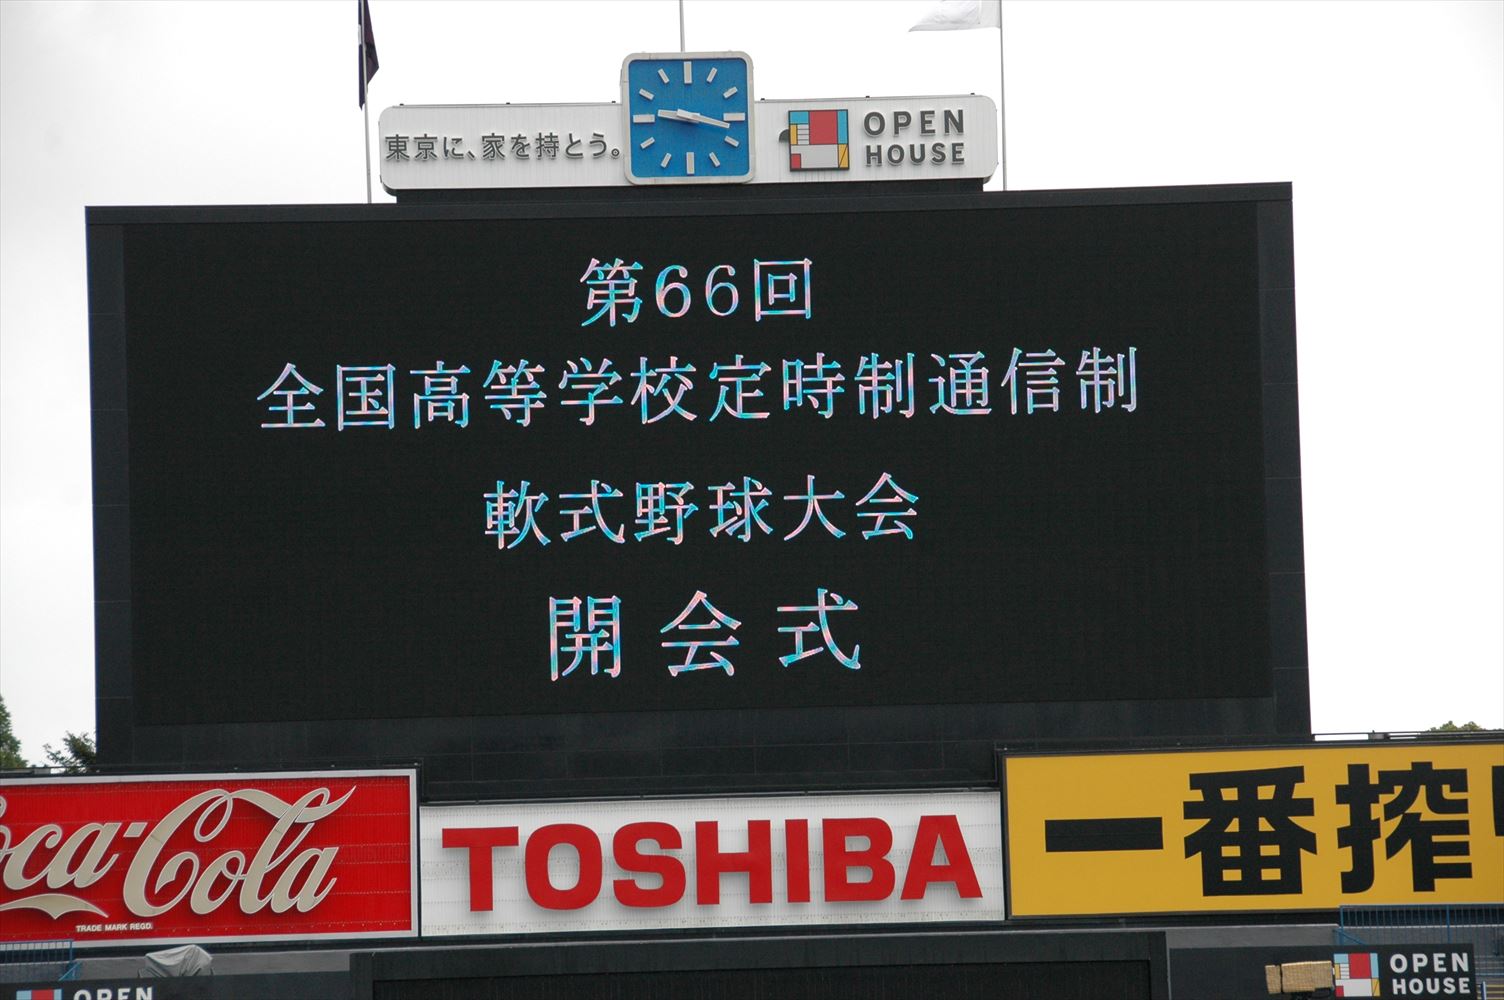 東京に、家を持とう。
OPEN
HOUSE
第66回
全国高等学校定時制通信制
軟式野球大会
開会式
Coca-Cola
TRADE MARK REGD.
TOSHIBA
一番搾
OPEN
OPEN
HOUSE